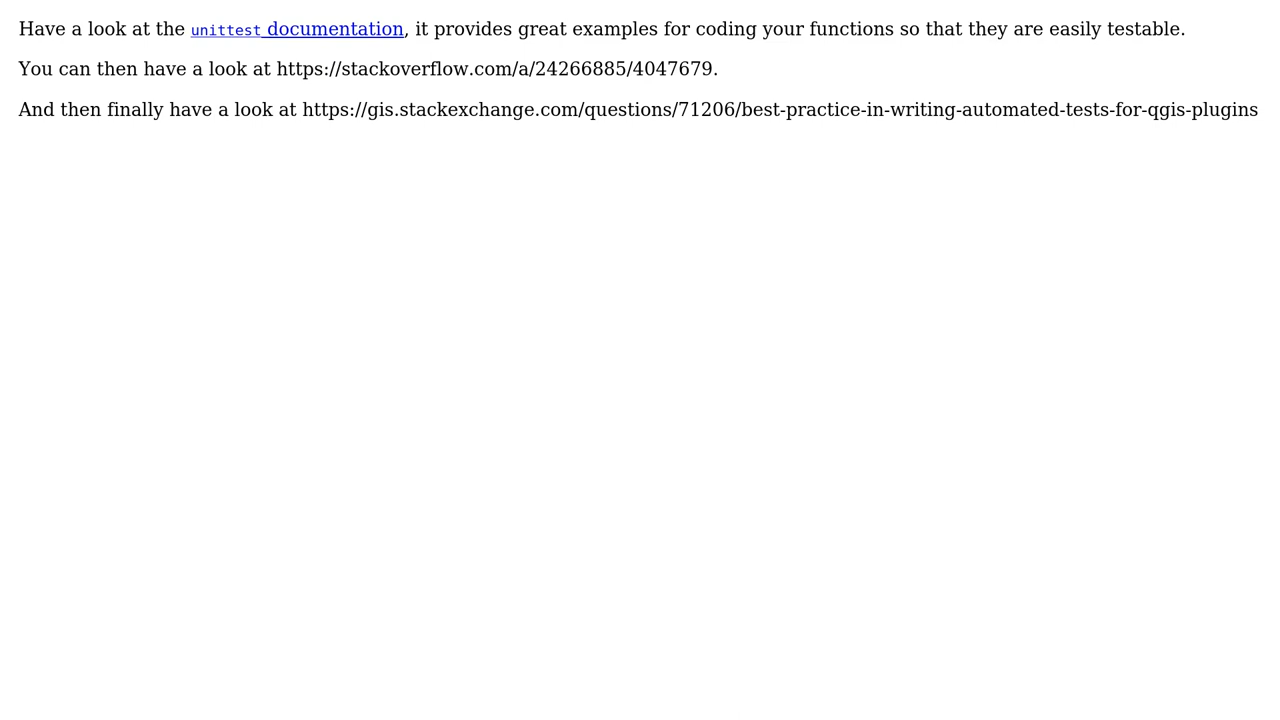 Have a look at the unittest documentation, it provides great examples for coding your functions so that they are easily testable.
You can then have a look at https://stackoverflow.com/a/24266885/4047679.
And then finally have a look at https://gis.stackexchange.com/questions/71206/best-practice-in-writing-automated-tests-for-qgis-plugins